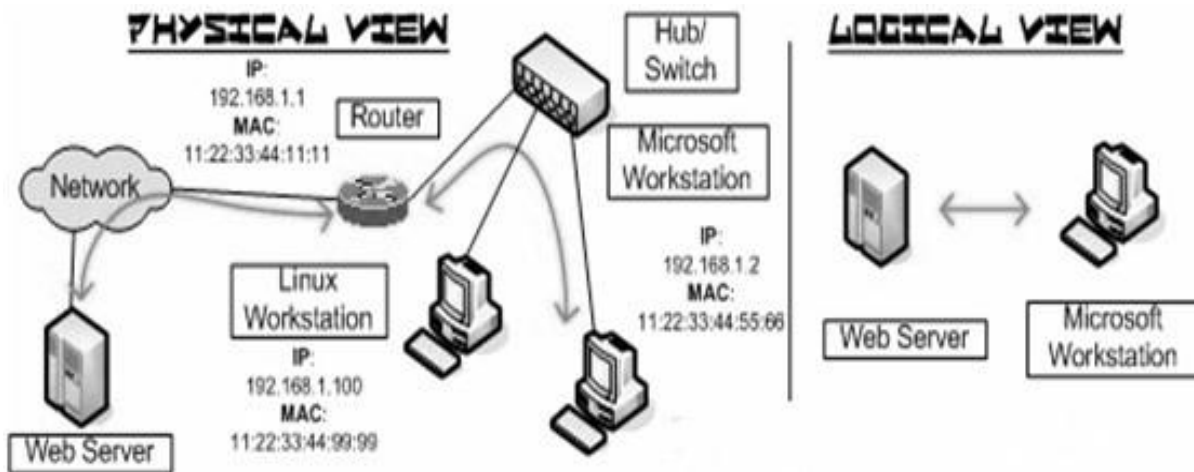 PHYSICAL VIEW
IP:
192.168.1.1
MAC:
11:22:33:44:11:11
Router
Hub/
Switch
Microsoft
Workstation
IP:
192.168.1.2
MAC:
11:22:33:44:55:66
Network
Linux
Workstation
IP:
192.168.1.100
MAC:
11:22:33:44:99:99
Web Server
LOGICAL VIEW
Web Server
Microsoft
Workstation